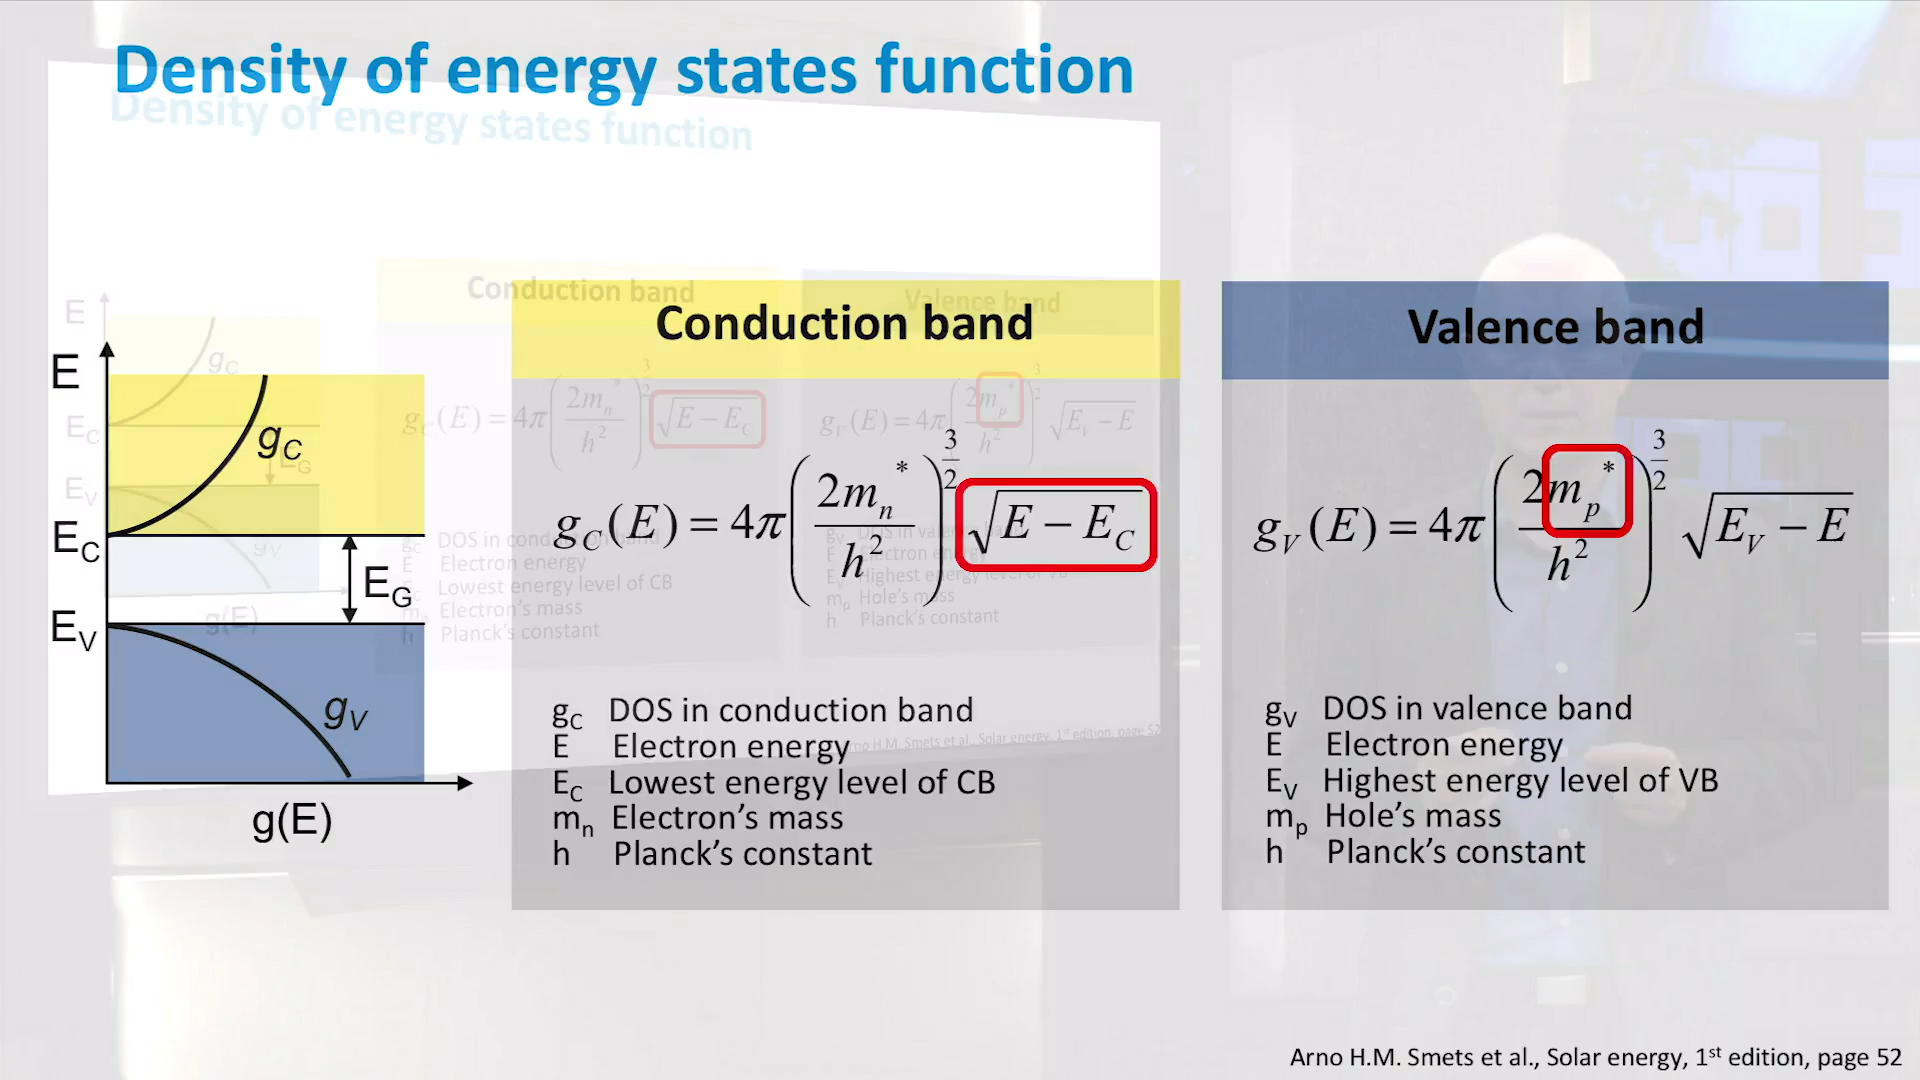 Density of energy states function
E
g_C
E_C
E_G
E_V
g_V
g(E)
Conduction band
g_C(E) = 4π(2m_n^*/h^2)^{3/2} √(E − E_C)
g_C DOS in conduction band
E Electron energy
E_C Lowest energy level of CB
m_n Electron's mass
h Planck's constant
Valence band
g_V(E) = 4π(2m_p^*/h^2)^{3/2} √(E_V − E)
g_V DOS in valence band
E Electron energy
E_V Highest energy level of VB
m_p Hole's mass
h Planck's constant
Arno H.M. Smets et al., Solar energy, 1st edition, page 52